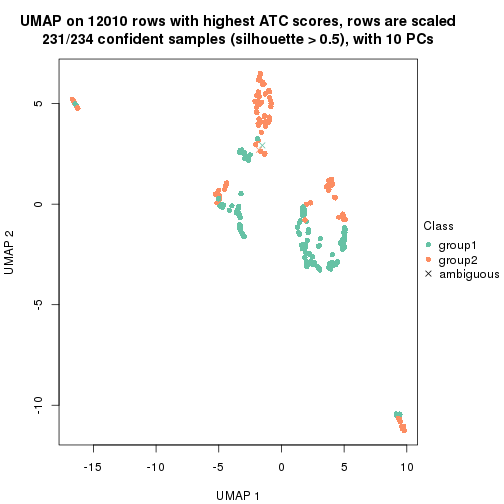 UMAP on 12010 rows with highest ATC scores, rows are scaled
231/234 confident samples (silhouette > 0.5), with 10 PCs
5
0
-5
-10
UMAP 2
-15
-10
-5
0
5
10
UMAP 1
Class
group1
group2
ambiguous